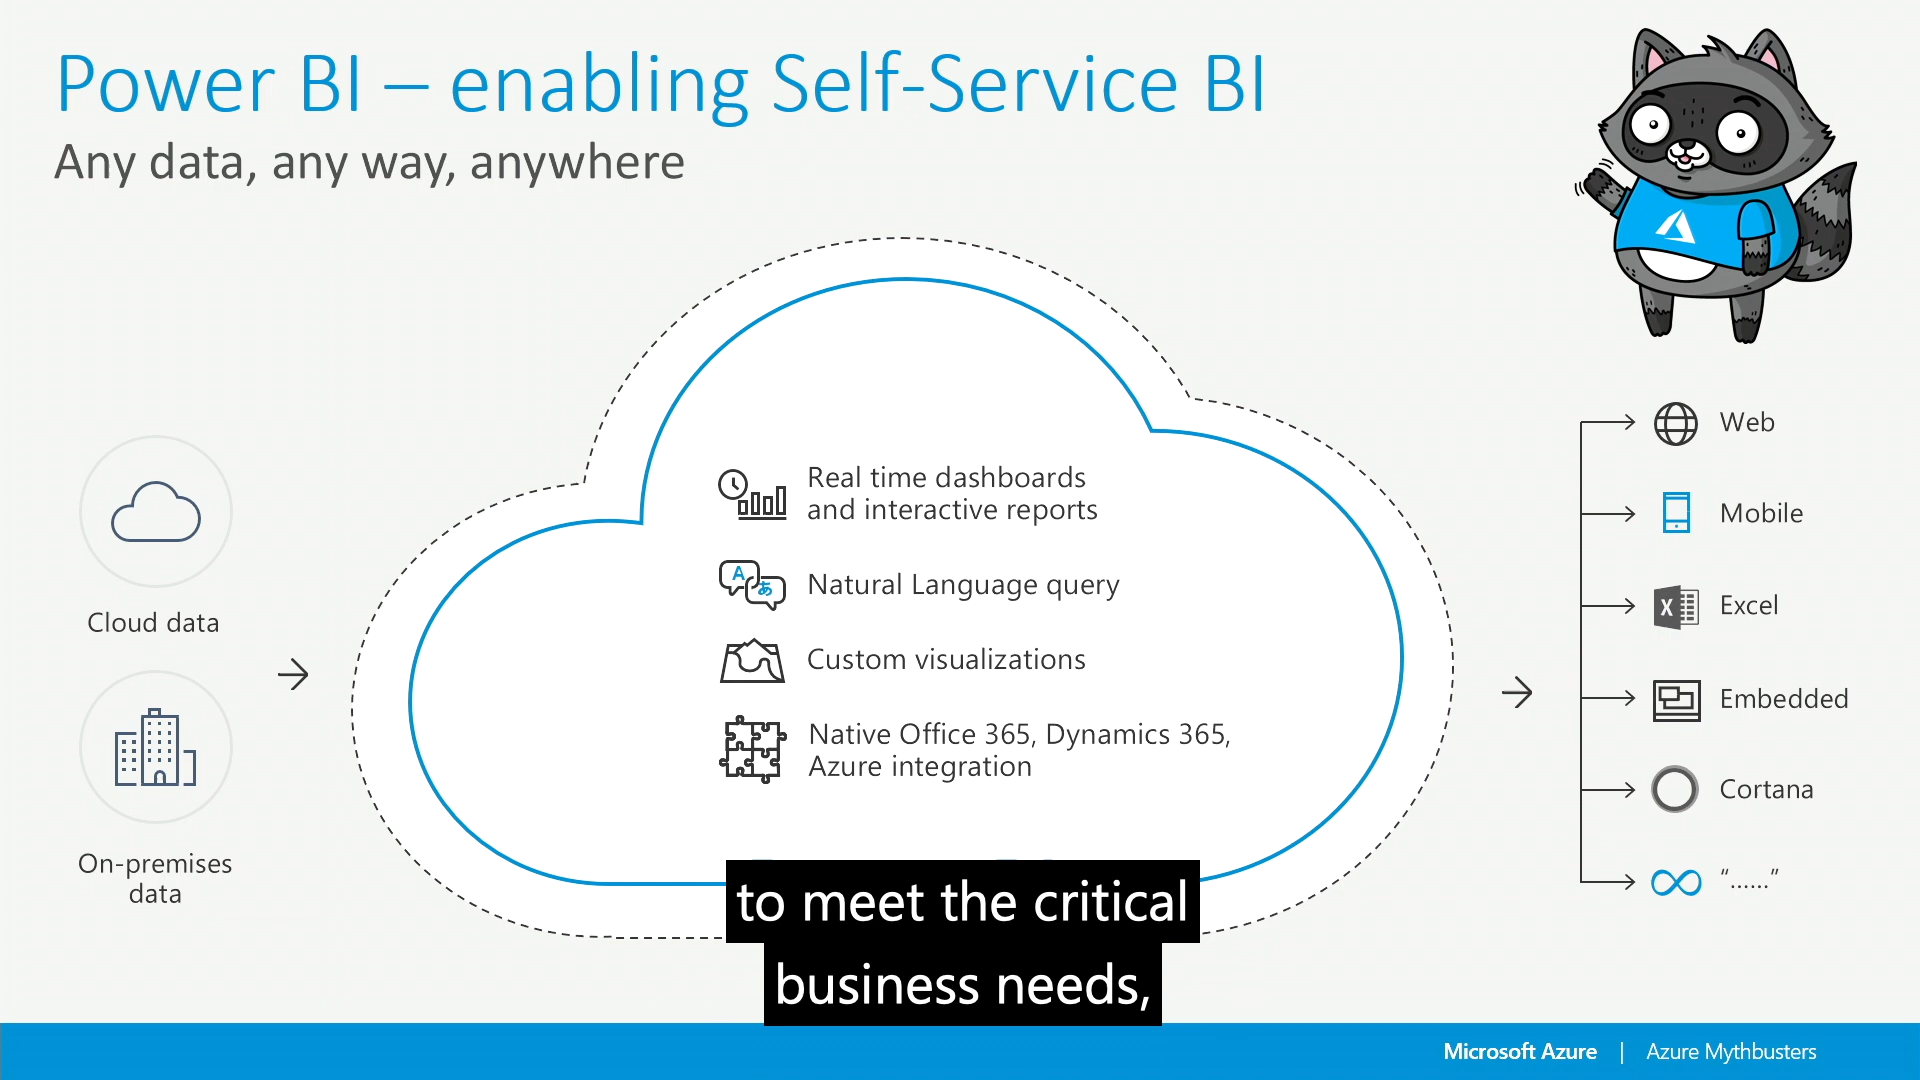 Power BI – enabling Self-Service BI
Any data, any way, anywhere
Cloud data
On-premises
data
Real time dashboards
and interactive reports
A
あ
Natural Language query
Custom visualizations
Native Office 365, Dynamics 365,
Azure integration
Web
Mobile
X
Excel
Embedded
Cortana
“......”
to meet the critical
business needs,
Microsoft Azure | Azure Mythbusters